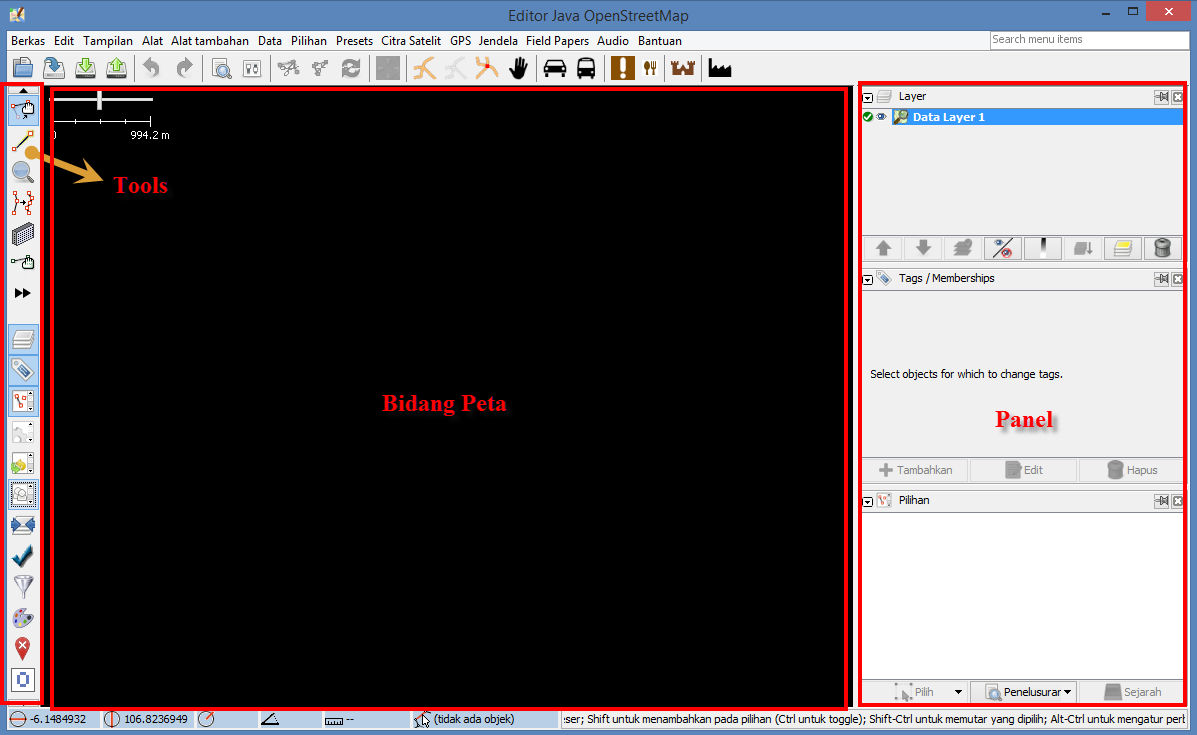 Editor Java OpenStreetMap
Berkas Edit Tampilan Alat Alat tambahan Data Pilihan Presets Citra Satelit GPS Jendela Field Papers Audio Bantuan
Search menu items
994.2 m
Tools
Bidang Peta
Layer
Data Layer 1
Tags / Memberships
Select objects for which to change tags.
Panel
Tambahkan Edit Hapus
Pilihan
Pilih Penelusurar Sejarah
-6.1484932 106.8236949 -- (tidak ada objek) :ser; Shift untuk menambahkan pada pilihan (Ctrl untuk toggle); Shift-Ctrl untuk memutar yang dipilih; Alt-Ctrl untuk mengatur perb